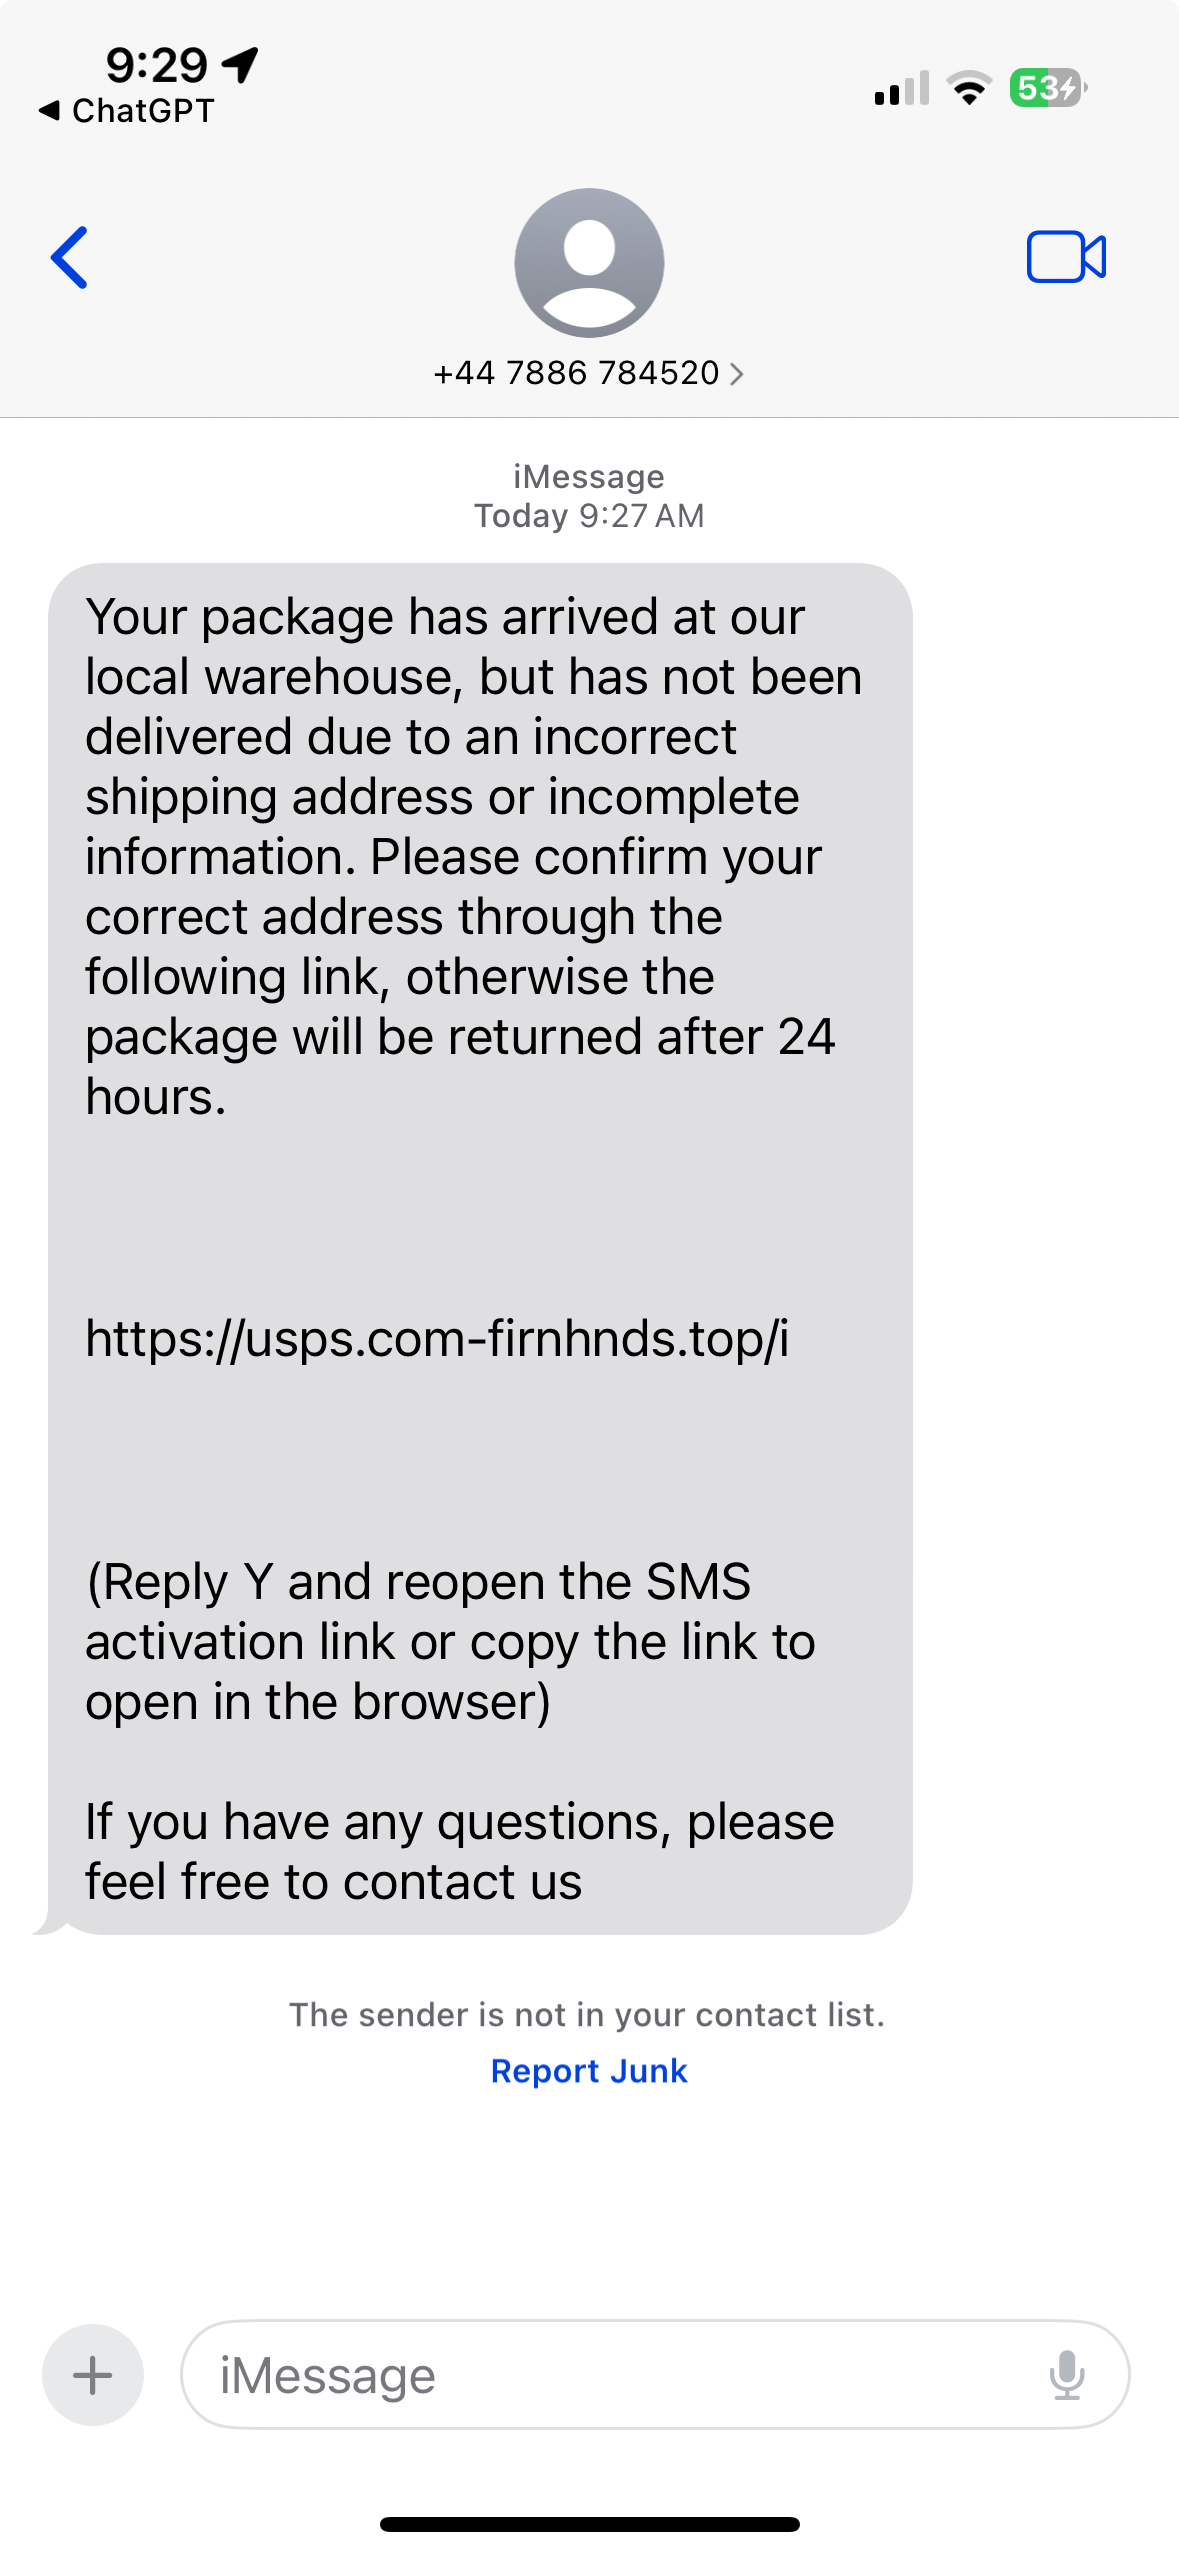 9:29
◀ ChatGPT
53
+44 7886 784520 >
iMessage
Today 9:27 AM
Your package has arrived at our
local warehouse, but has not been
delivered due to an incorrect
shipping address or incomplete
information. Please confirm your
correct address through the
following link, otherwise the
package will be returned after 24
hours.
https://usps.com-firnhnds.top/i
(Reply Y and reopen the SMS
activation link or copy the link to
open in the browser)
If you have any questions, please
feel free to contact us
The sender is not in your contact list.
Report Junk
iMessage